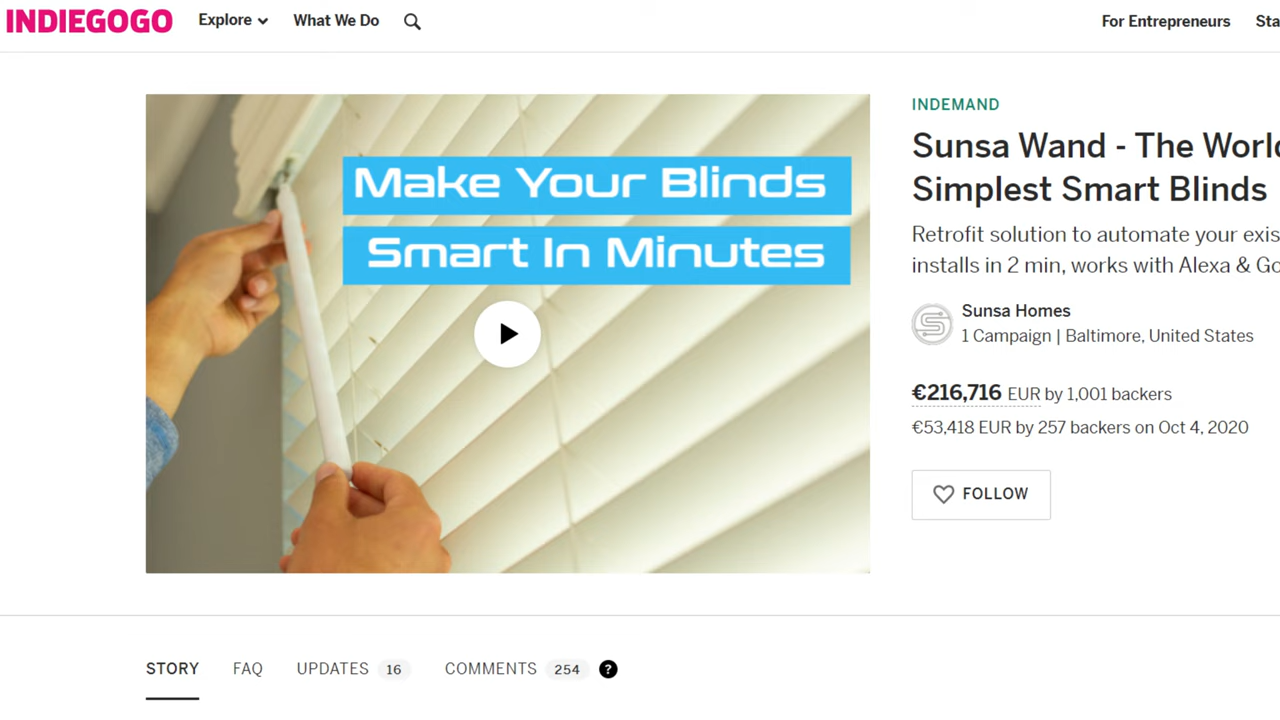 INDIEGOGO
Explore
What We Do
For Entrepreneurs
Make Your Blinds
Smart In Minutes
INDEMAND
Sunsa Wand - The
Simplest Smart Blinds
Retrofit solution to automate your
installs in 2 min, works with Alexa &
Sunsa Homes
1 Campaign | Baltimore, United States
€216,716 EUR by 1,001 backers
€53,418 EUR by 257 backers on Oct 4, 2020
FOLLOW
STORY FAQ UPDATES 16 COMMENTS 254 ?